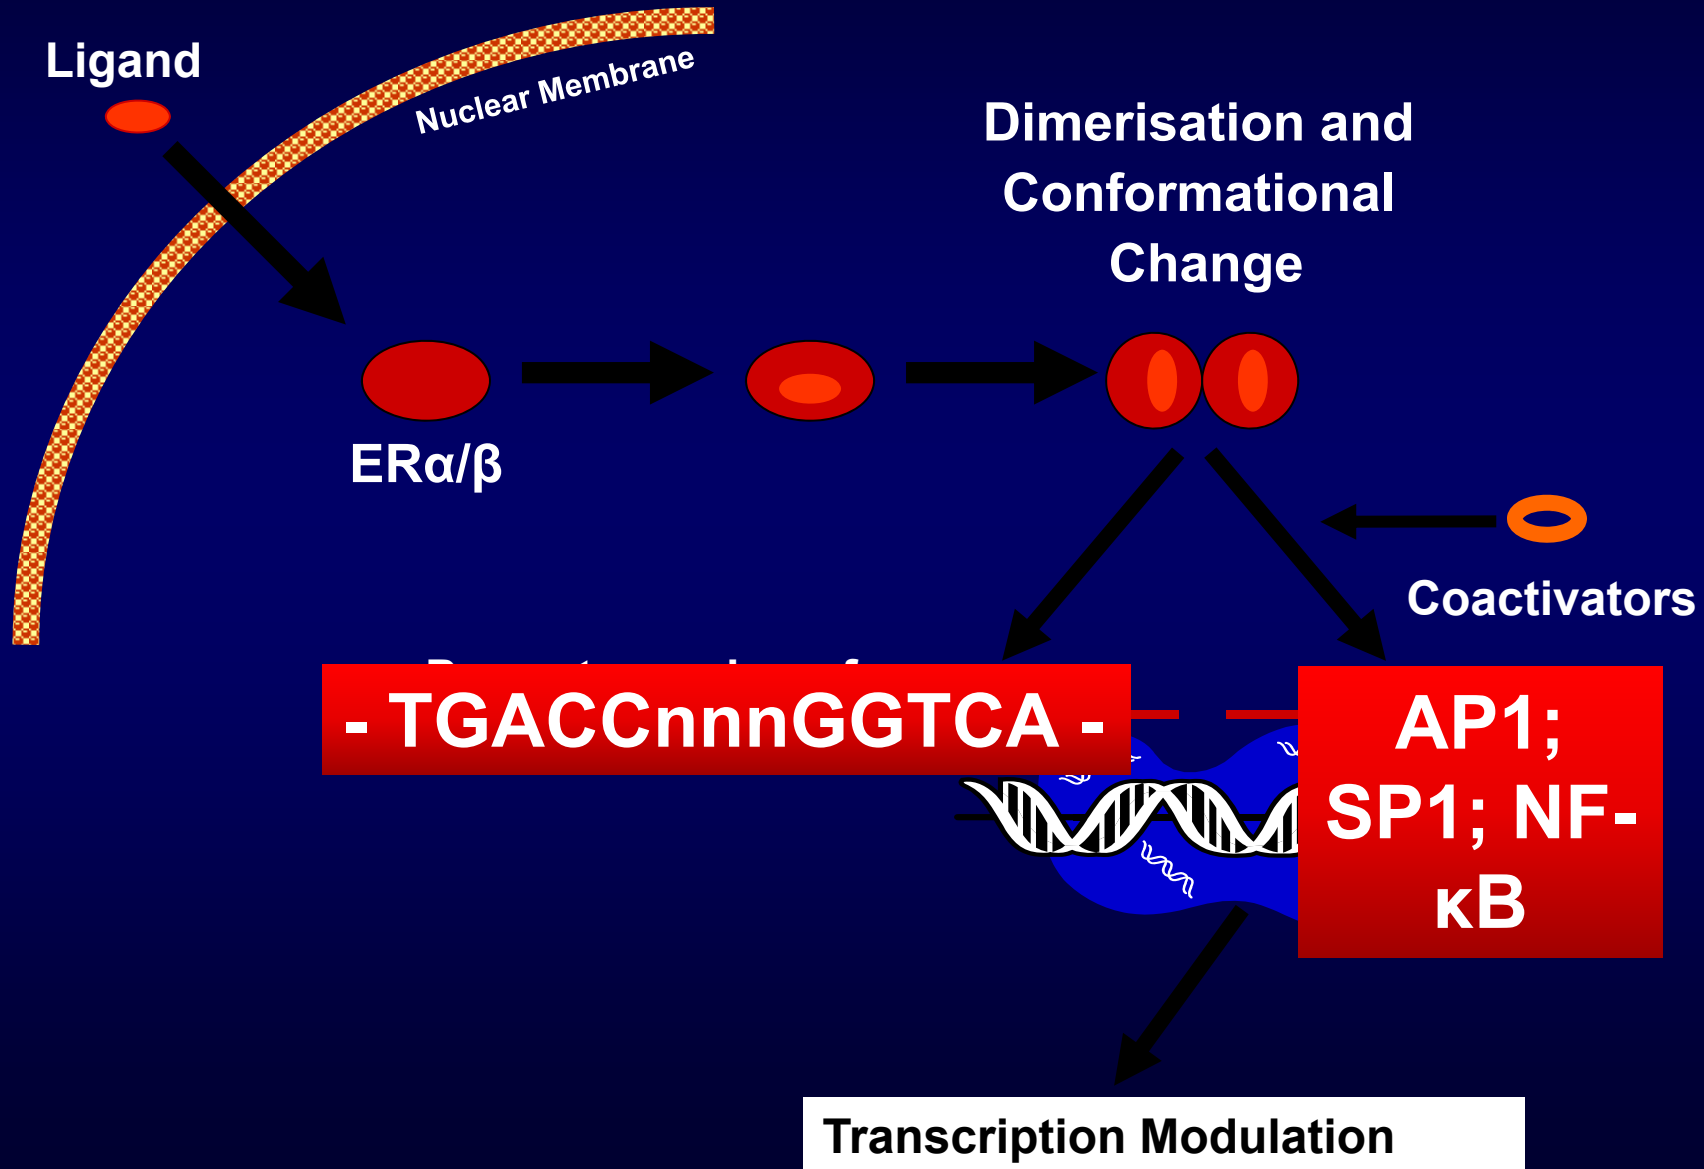 Ligand
Nuclear Membrane
Dimerisation and
Conformational
Change
ERα/β
Coactivators
- TGACCnnnGGTCA -
AP1;
SP1; NF-
κB
Transcription Modulation